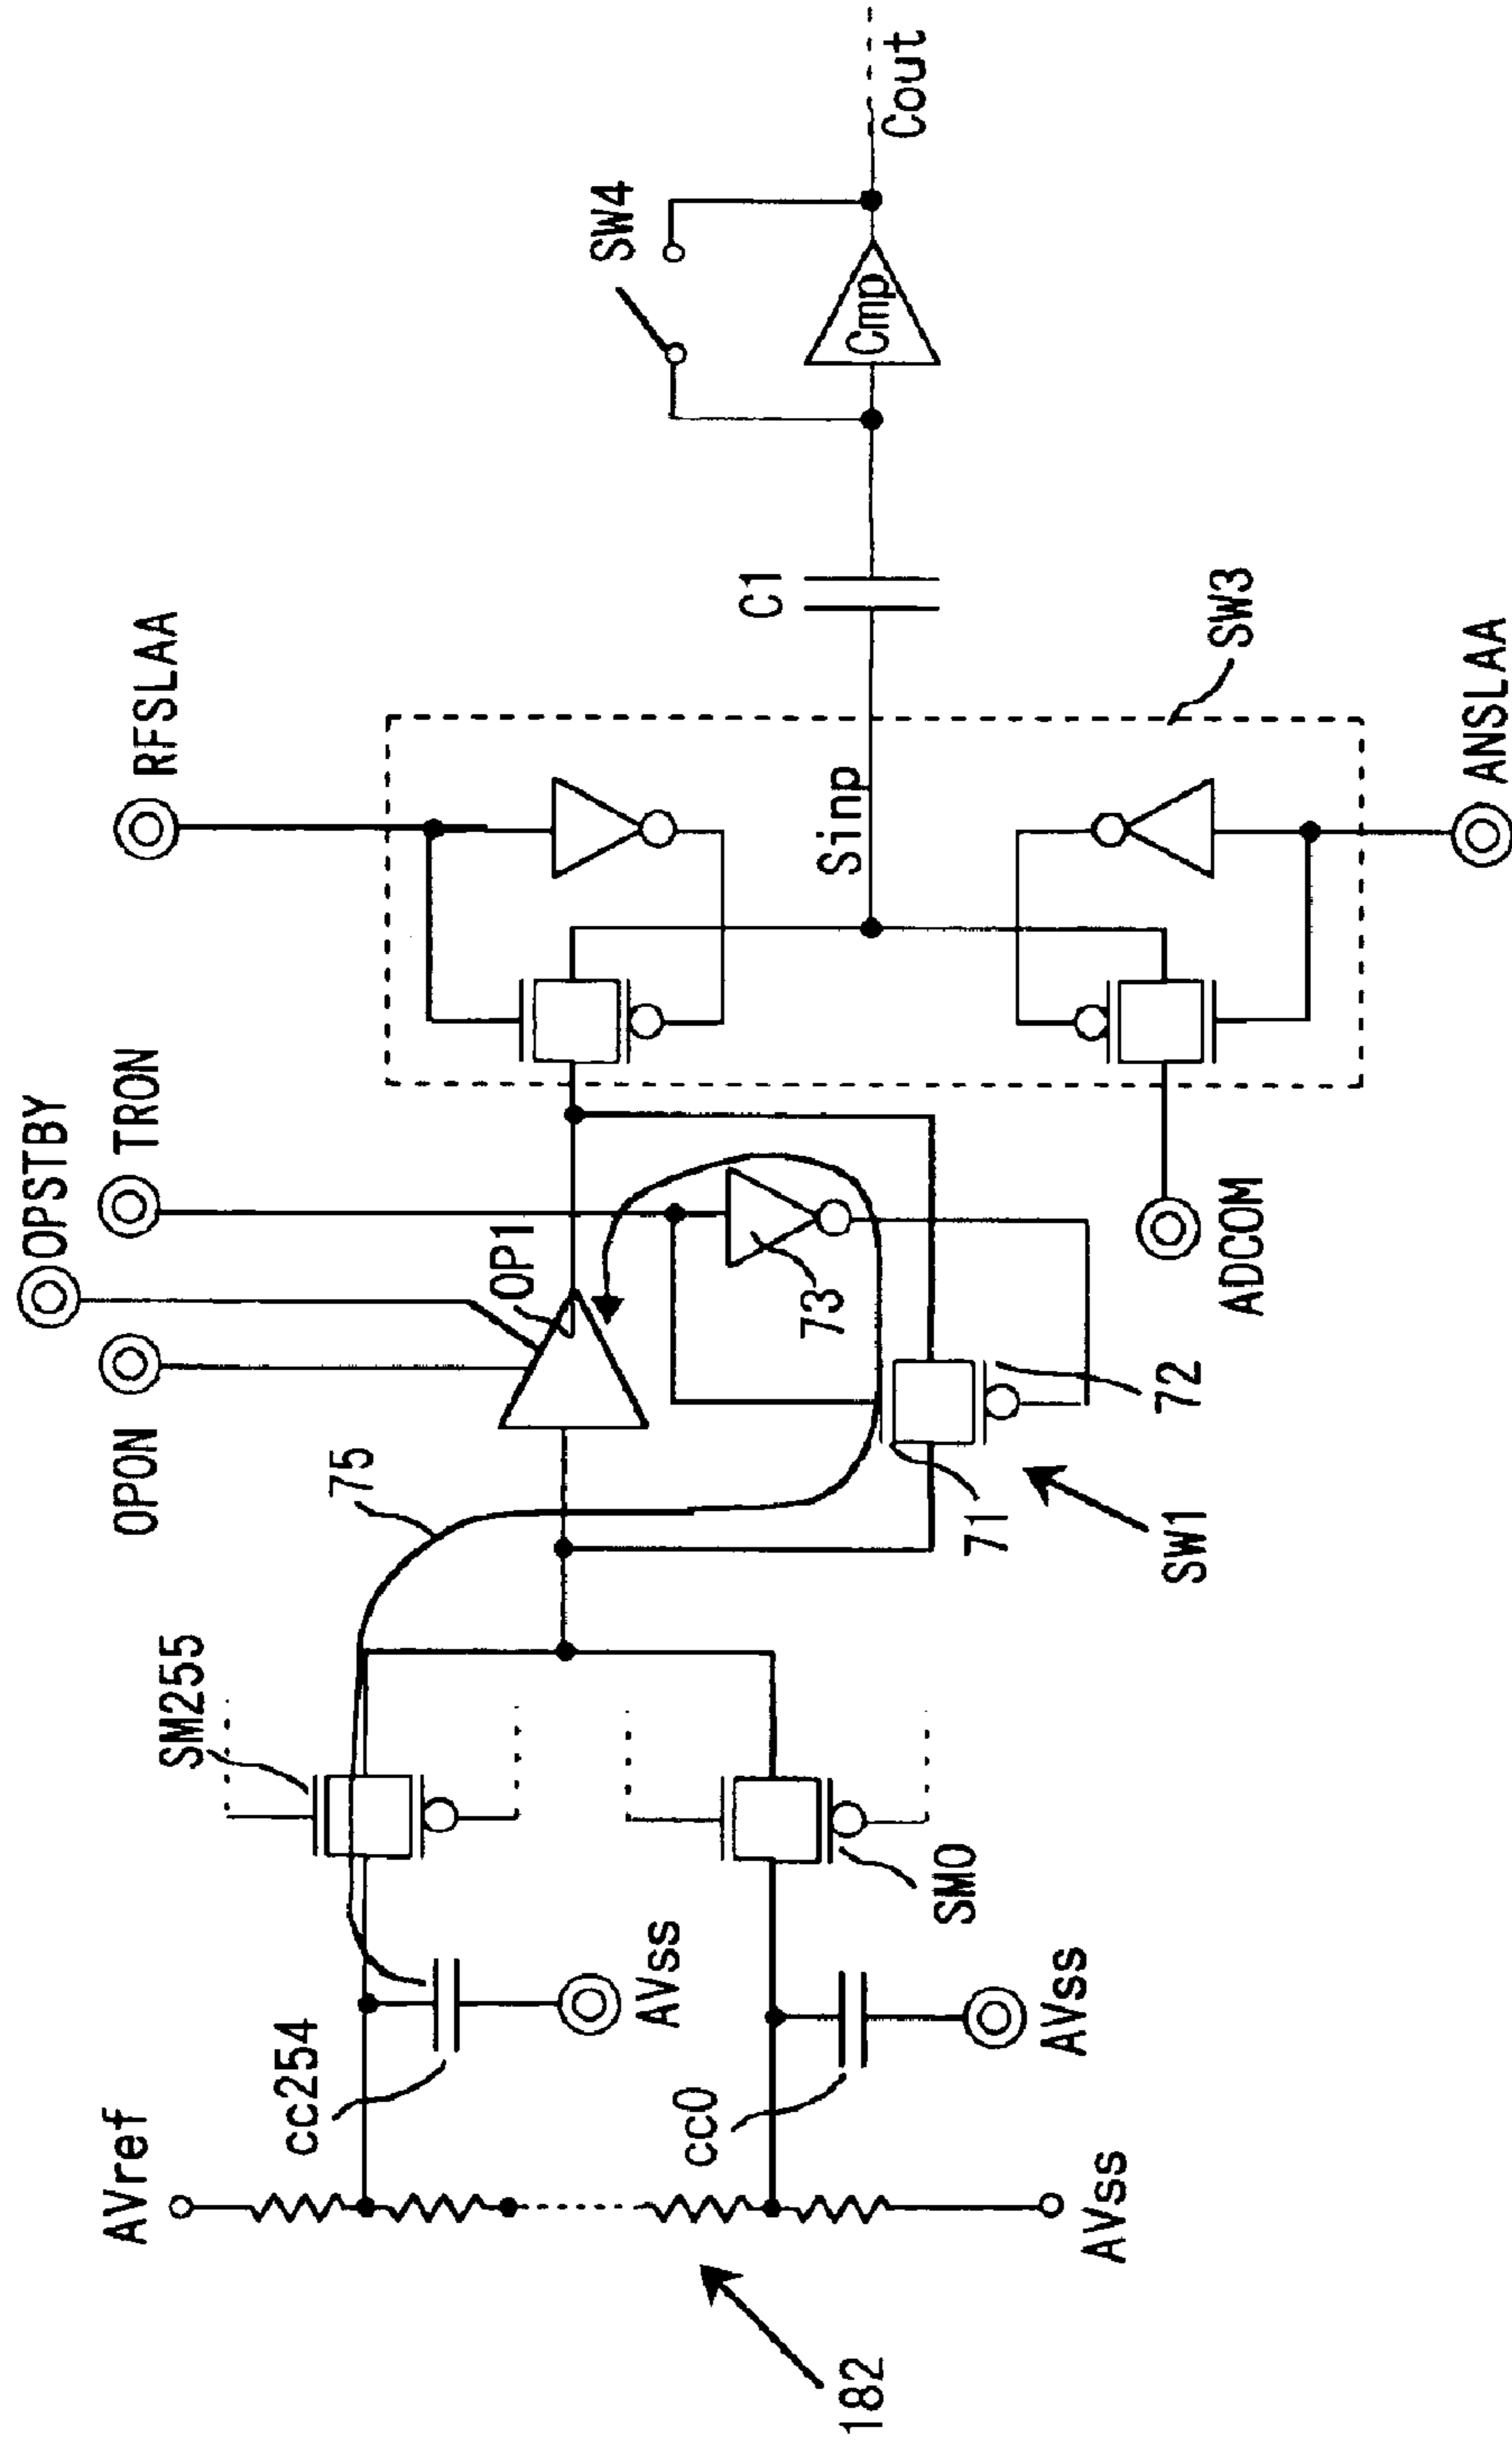 OPSTBY
OPON
TRON
RFSLAA
75
OP1
SW4
SM255
AVref
cc254
AVss
C1
Cmp
Cout
Sinp
73
cc0
182
SM0
AVss
71
72
SW1
ADCOM
SW3
AVss
ANSLAA